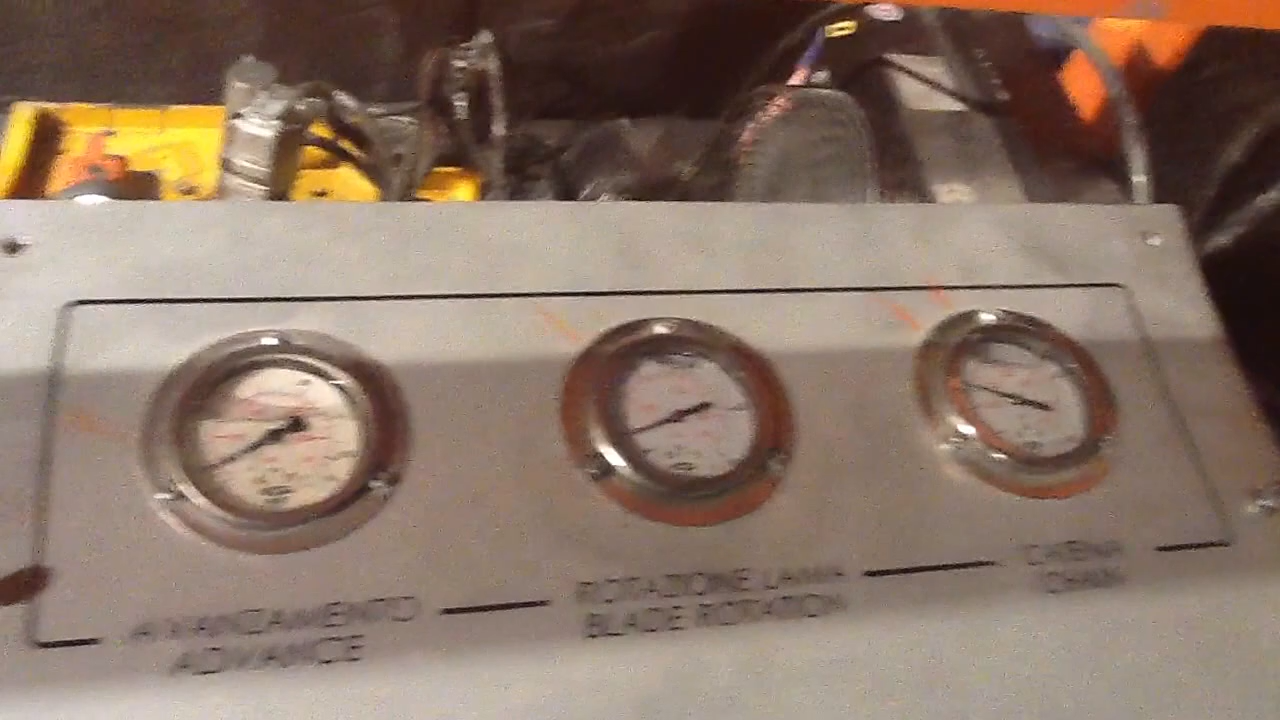 AVANZAMENTO
ADVANCE
ROTAZIONE LAMA
BLADE ROTATION
CATENA
CHAIN